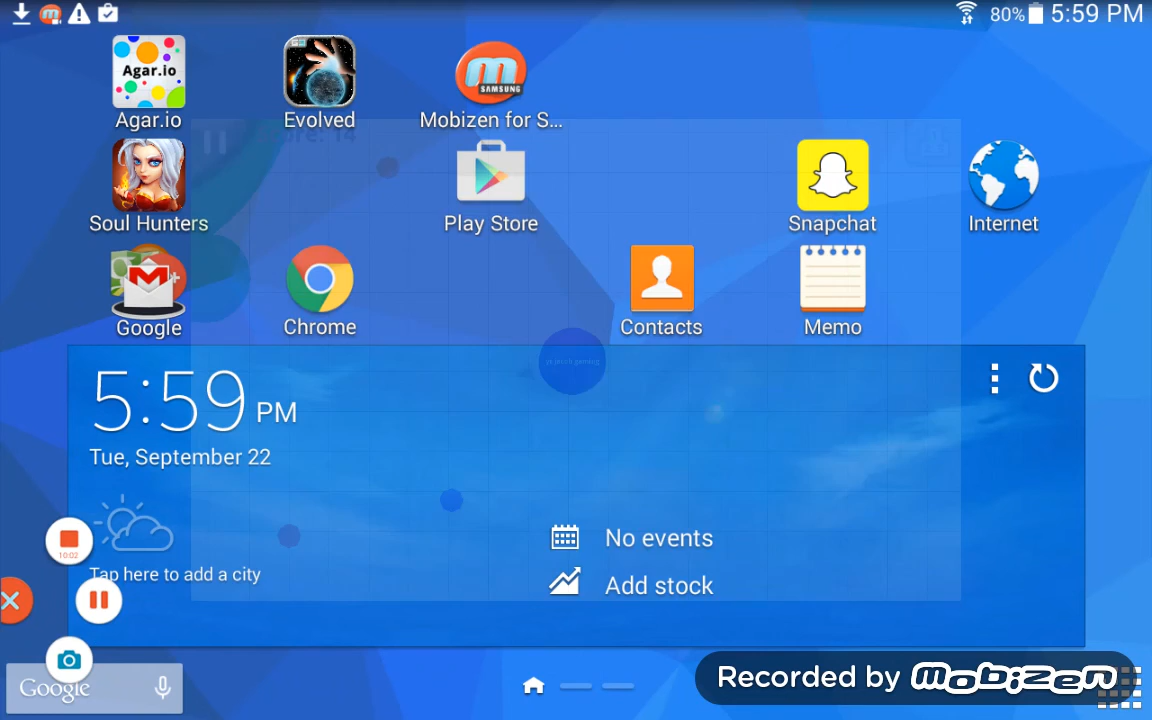 80% 5:59 PM
Agar.io
Agar.io
Evolved
SAMSUNG
Mobizen for S...
Soul Hunters
Play Store
Snapchat
Internet
Google
Chrome
Contacts
Memo
5:59 PM
Tue, September 22
Tap here to add a city
No events
Add stock
10:02
Google
Recorded by mobizen